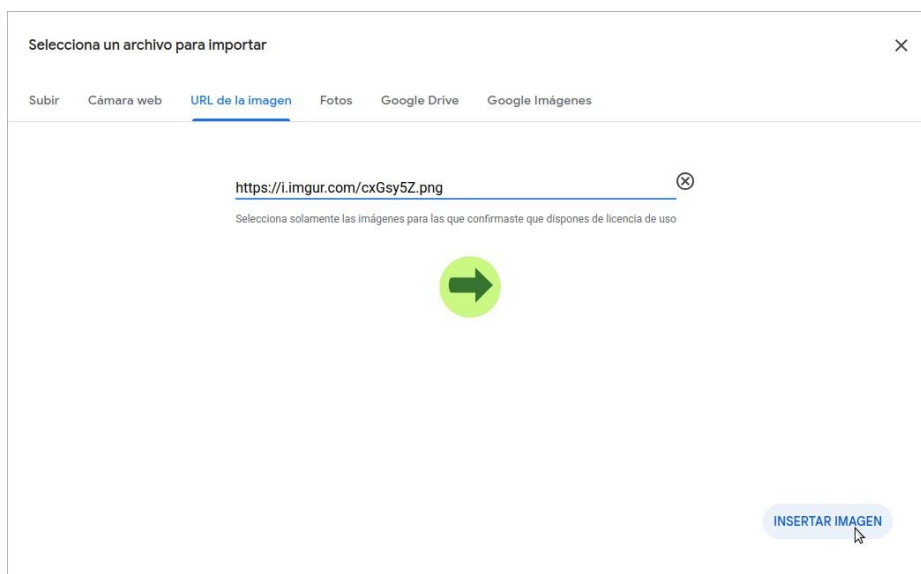 Selecciona un archivo para importar
Subir Cámara web URL de la imagen Fotos Google Drive Google Imágenes
https://i.imgur.com/cxGsy5Z.png
Selecciona solamente las imágenes para las que confirmaste que dispones de licencia de uso
INSERTAR IMAGEN